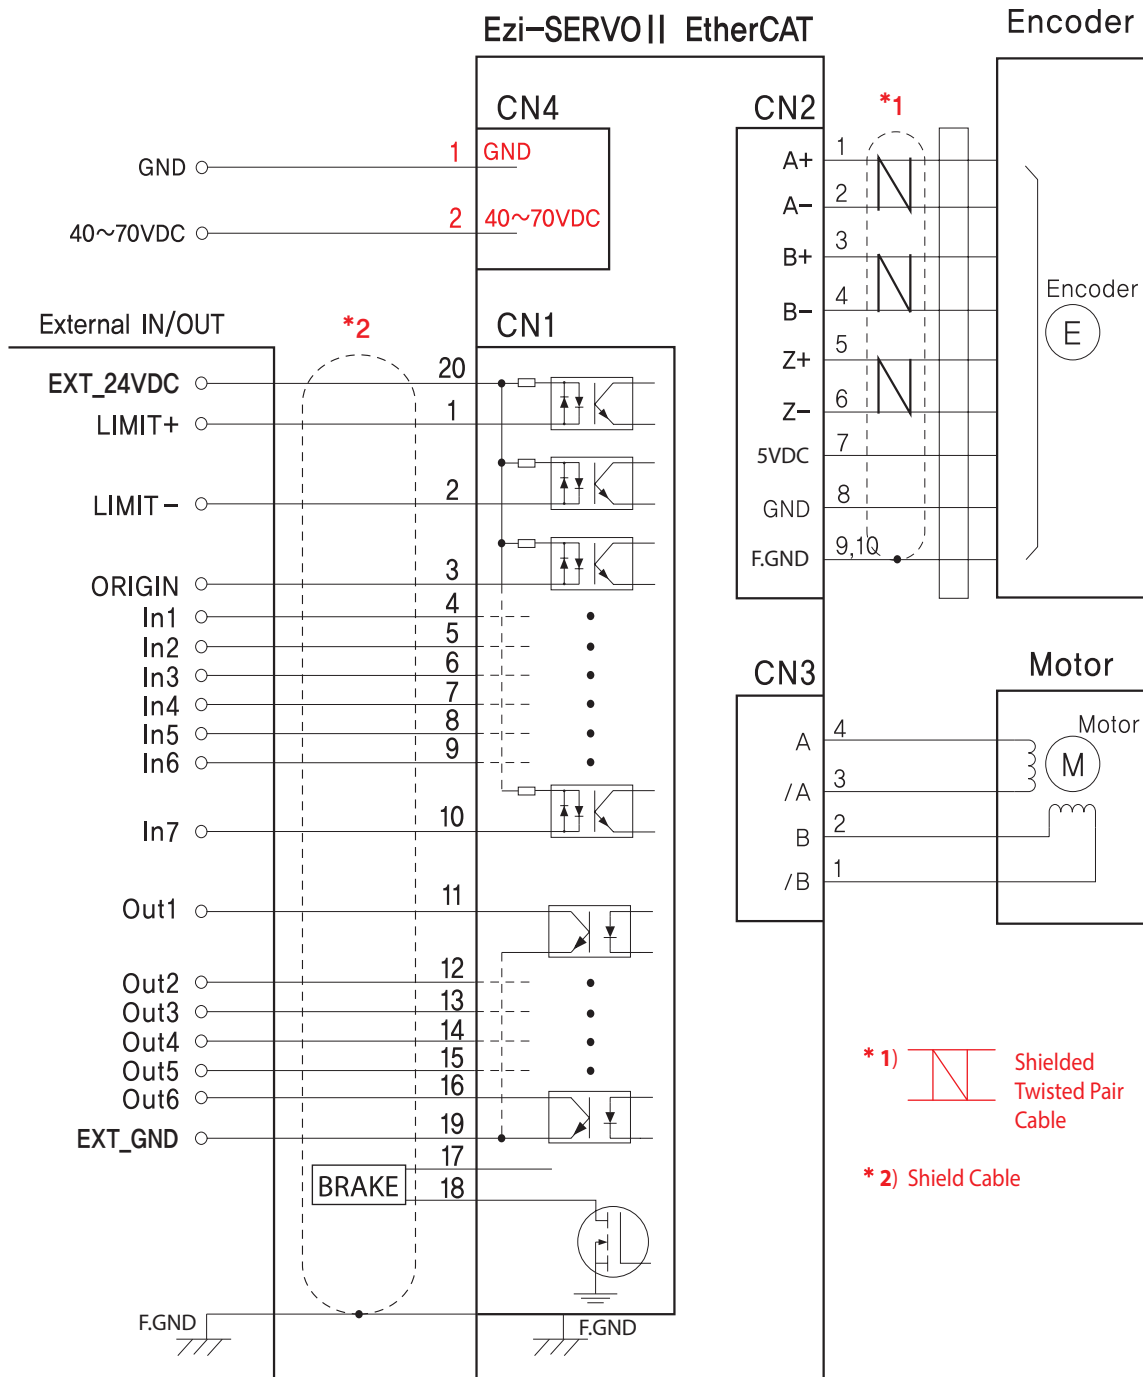 Ezi-SERVOII EtherCAT
Encoder
CN4
1 GND
GND
2 40~70VDC
40~70VDC
CN2
*1
A+ 1
A- 2
B+ 3
B- 4
Z+ 5
Z- 6
5VDC 7
GND 8
F.GND 9,10
Encoder
E
External IN/OUT
*2
CN1
EXT_24VDC 20
LIMIT+ 1
LIMIT- 2
ORIGIN 3
In1 4
In2 5
In3 6
In4 7
In5 8
In6 9
In7 10
Out1 11
Out2 12
Out3 13
Out4 14
Out5 15
Out6 16
EXT_GND 19
17
BRAKE 18
F.GND
F.GND
CN3
Motor
A 4
/A 3
B 2
/B 1
Motor
M
*1) Shielded
Twisted Pair
Cable
*2) Shield Cable